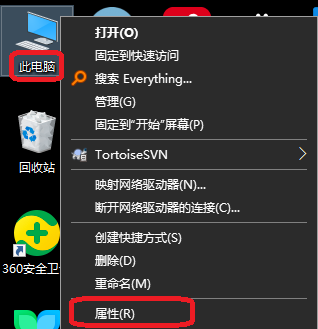 此电脑
回收站
360安全卫
打开(O)
固定到快速访问
搜索 Everything...
管理(G)
固定到"开始"屏幕(P)
TortoiseSVN
映射网络驱动器(N)...
断开网络驱动器的连接(C)...
创建快捷方式(S)
删除(D)
重命名(M)
属性(R)